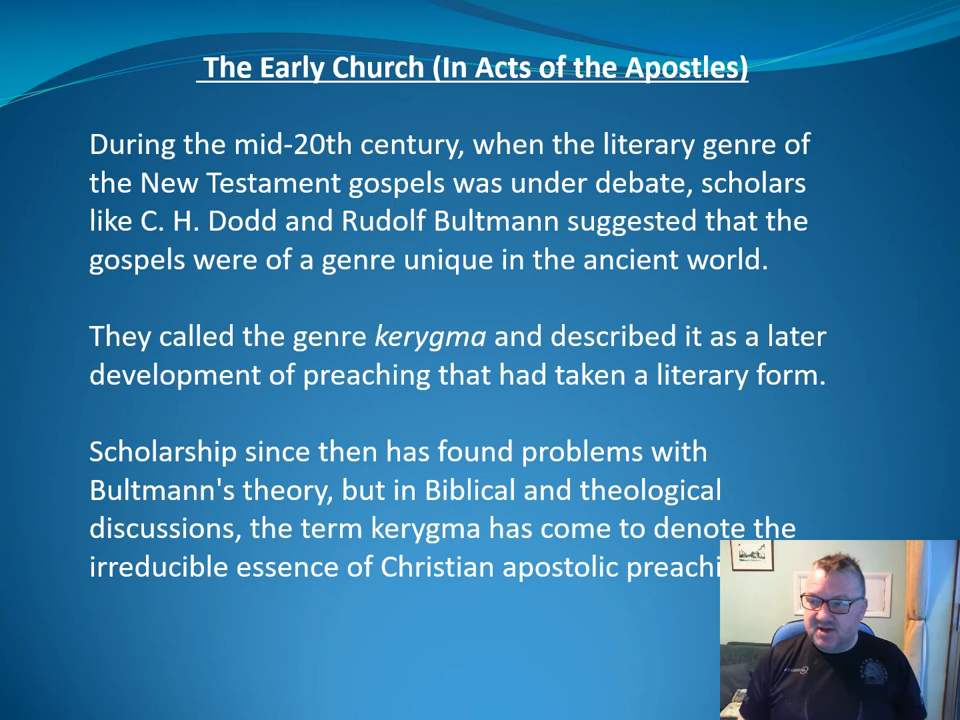 The Early Church (In Acts of the Apostles)
During the mid-20th century, when the literary genre of
the New Testament gospels was under debate, scholars
like C. H. Dodd and Rudolf Bultmann suggested that the
gospels were of a genre unique in the ancient world.
They called the genre kerygma and described it as a later
development of preaching that had taken a literary form.
Scholarship since then has found problems with
Bultmann's theory, but in Biblical and theological
discussions, the term kerygma has come to denote the
irreducible essence of Christian apostolic